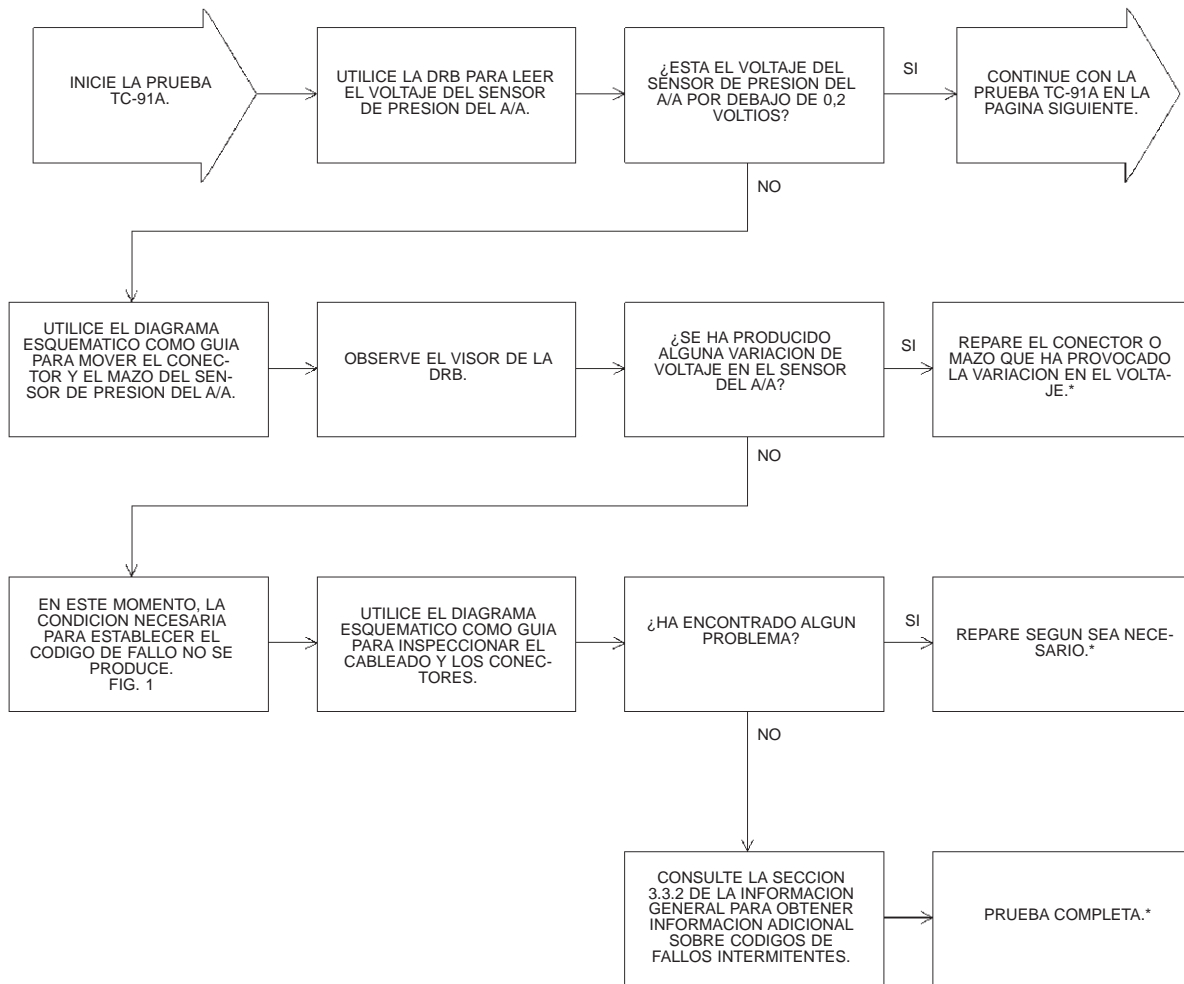 INICIE LA PRUEBA
TC-91A.
UTILICE LA DRB PARA LEER
EL VOLTAJE DEL SENSOR
DE PRESION DEL A/A.
¿ESTA EL VOLTAJE DEL
SENSOR DE PRESION DEL
A/A POR DEBAJO DE 0,2
VOLTIOS?
SI
CONTINUE CON LA
PRUEBA TC-91A EN LA
PAGINA SIGUIENTE.
NO
UTILICE EL DIAGRAMA
ESQUEMATICO COMO GUIA
PARA MOVER EL CONEC-
TOR Y EL MAZO DEL SEN-
SOR DE PRESION DEL A/A.
OBSERVE EL VISOR DE LA
DRB.
¿SE HA PRODUCIDO
ALGUNA VARIACION DE
VOLTAJE EN EL SENSOR
DEL A/A?
SI
REPARE EL CONECTOR O
MAZO QUE HA PROVOCADO
LA VARIACION EN EL VOLTA-
JE.*
NO
EN ESTE MOMENTO, LA
CONDICION NECESARIA
PARA ESTABLECER EL
CODIGO DE FALLO NO SE
PRODUCE.
FIG. 1
UTILICE EL DIAGRAMA
ESQUEMATICO COMO GUIA
PARA INSPECCIONAR EL
CABLEADO Y LOS CONEC-
TORES.
¿HA ENCONTRADO ALGUN
PROBLEMA?
SI
REPARE SEGUN SEA NECE-
SARIO.*
NO
CONSULTE LA SECCION
3.3.2 DE LA INFORMACION
GENERAL PARA OBTENER
INFORMACION ADICIONAL
SOBRE CODIGOS DE
FALLOS INTERMITENTES.
PRUEBA COMPLETA.*